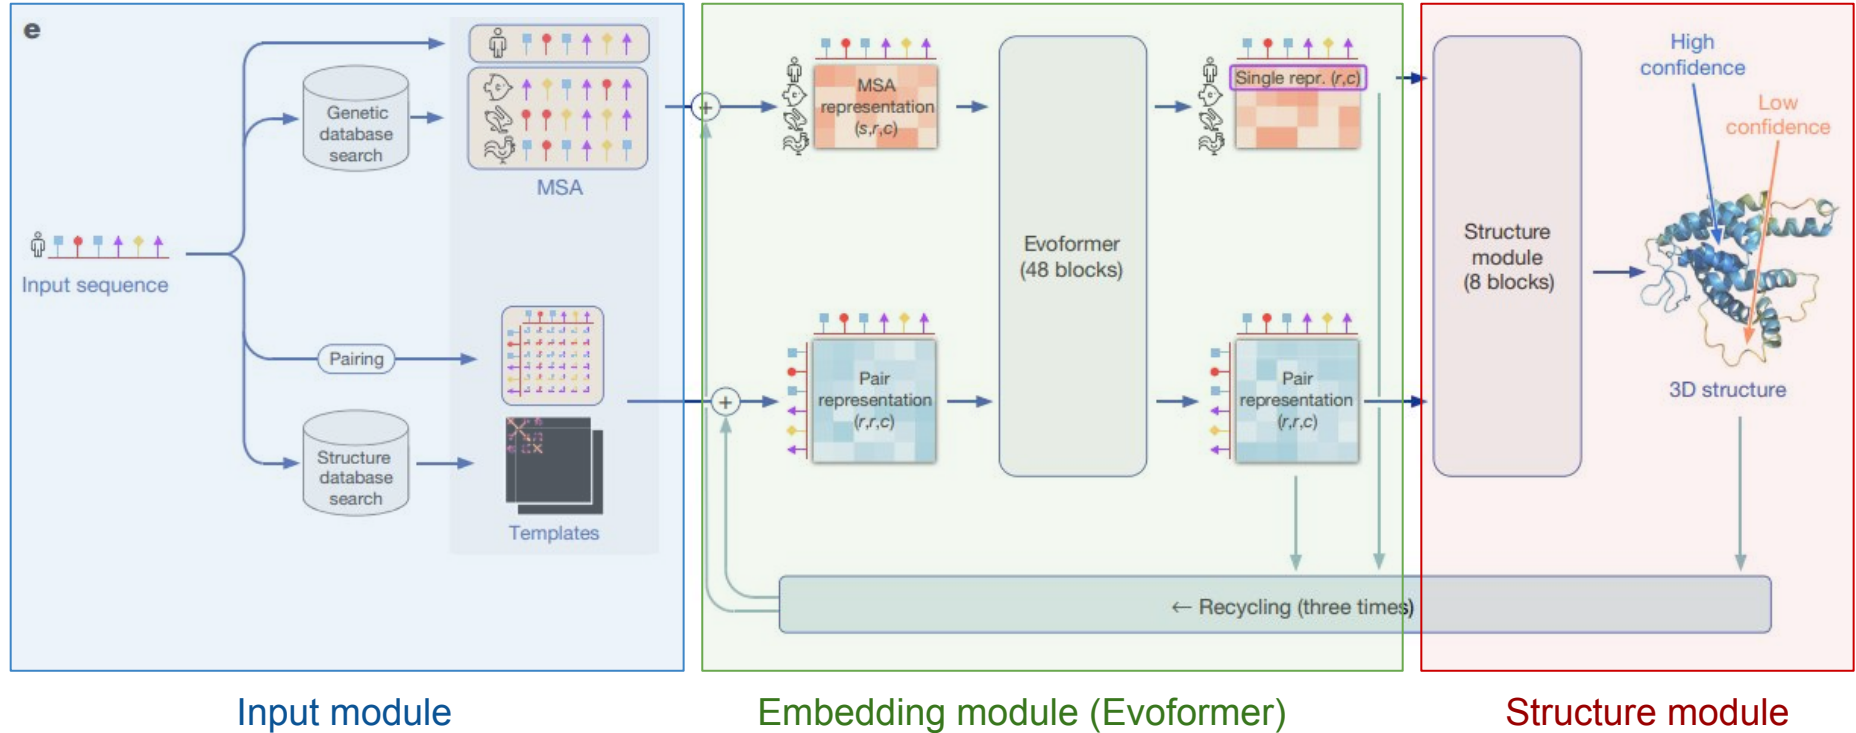 e
Input sequence
Genetic
database
search
MSA
Pairing
Structure
database
search
Templates
MSA
representation
(s,r,c)
Pair
representation
(r,r,c)
Evoformer
(48 blocks)
Single repr. (r,c)
Pair
representation
(r,r,c)
Structure
module
(8 blocks)
High
confidence
Low
confidence
3D structure
← Recycling (three times)
Input module
Embedding module (Evoformer)
Structure module